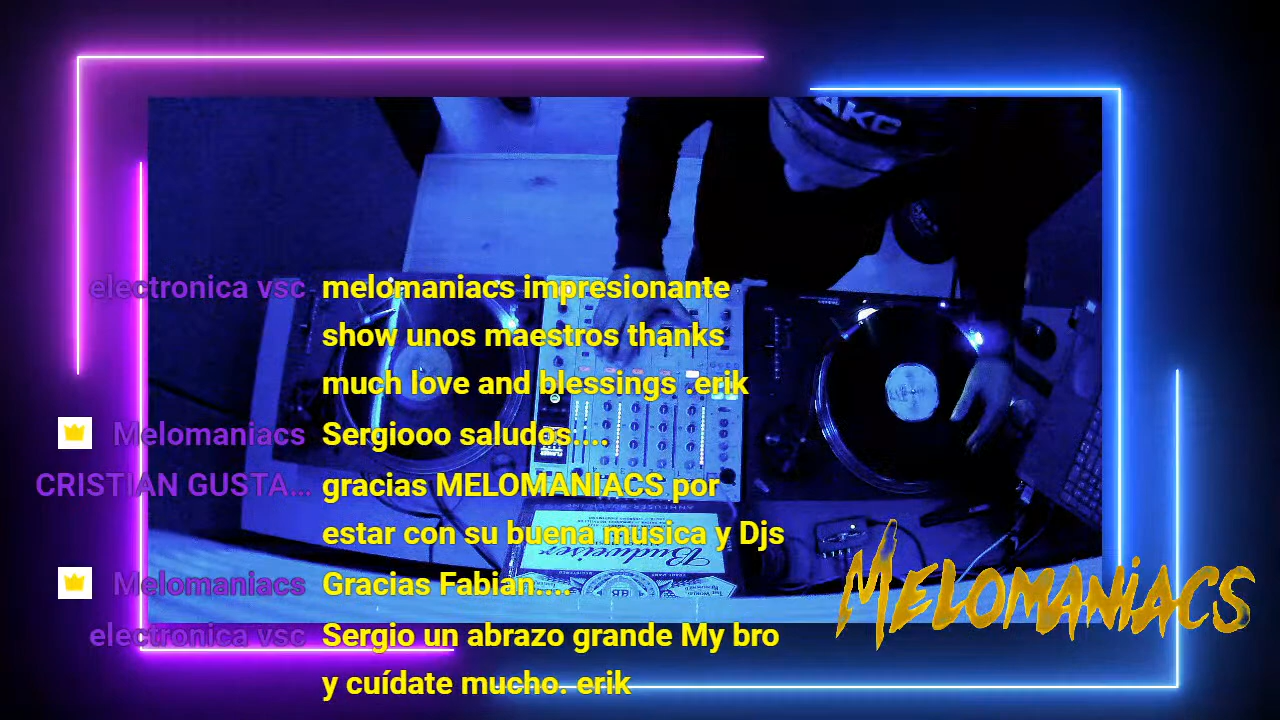 AKG
electronica vsc melomaniacs impresionante
show unos maestros thanks
much love and blessings .erik
Melomaniacs Sergiooo saludos....
CRISTIAN GUSTA... gracias MELOMANIACS por
estar con su buena musica y Djs
Budweiser
Melomaniacs Gracias Fabian....
MELOMANIACS
electronica vsc Sergio un abrazo grande My bro
y cuídate mucho. erik